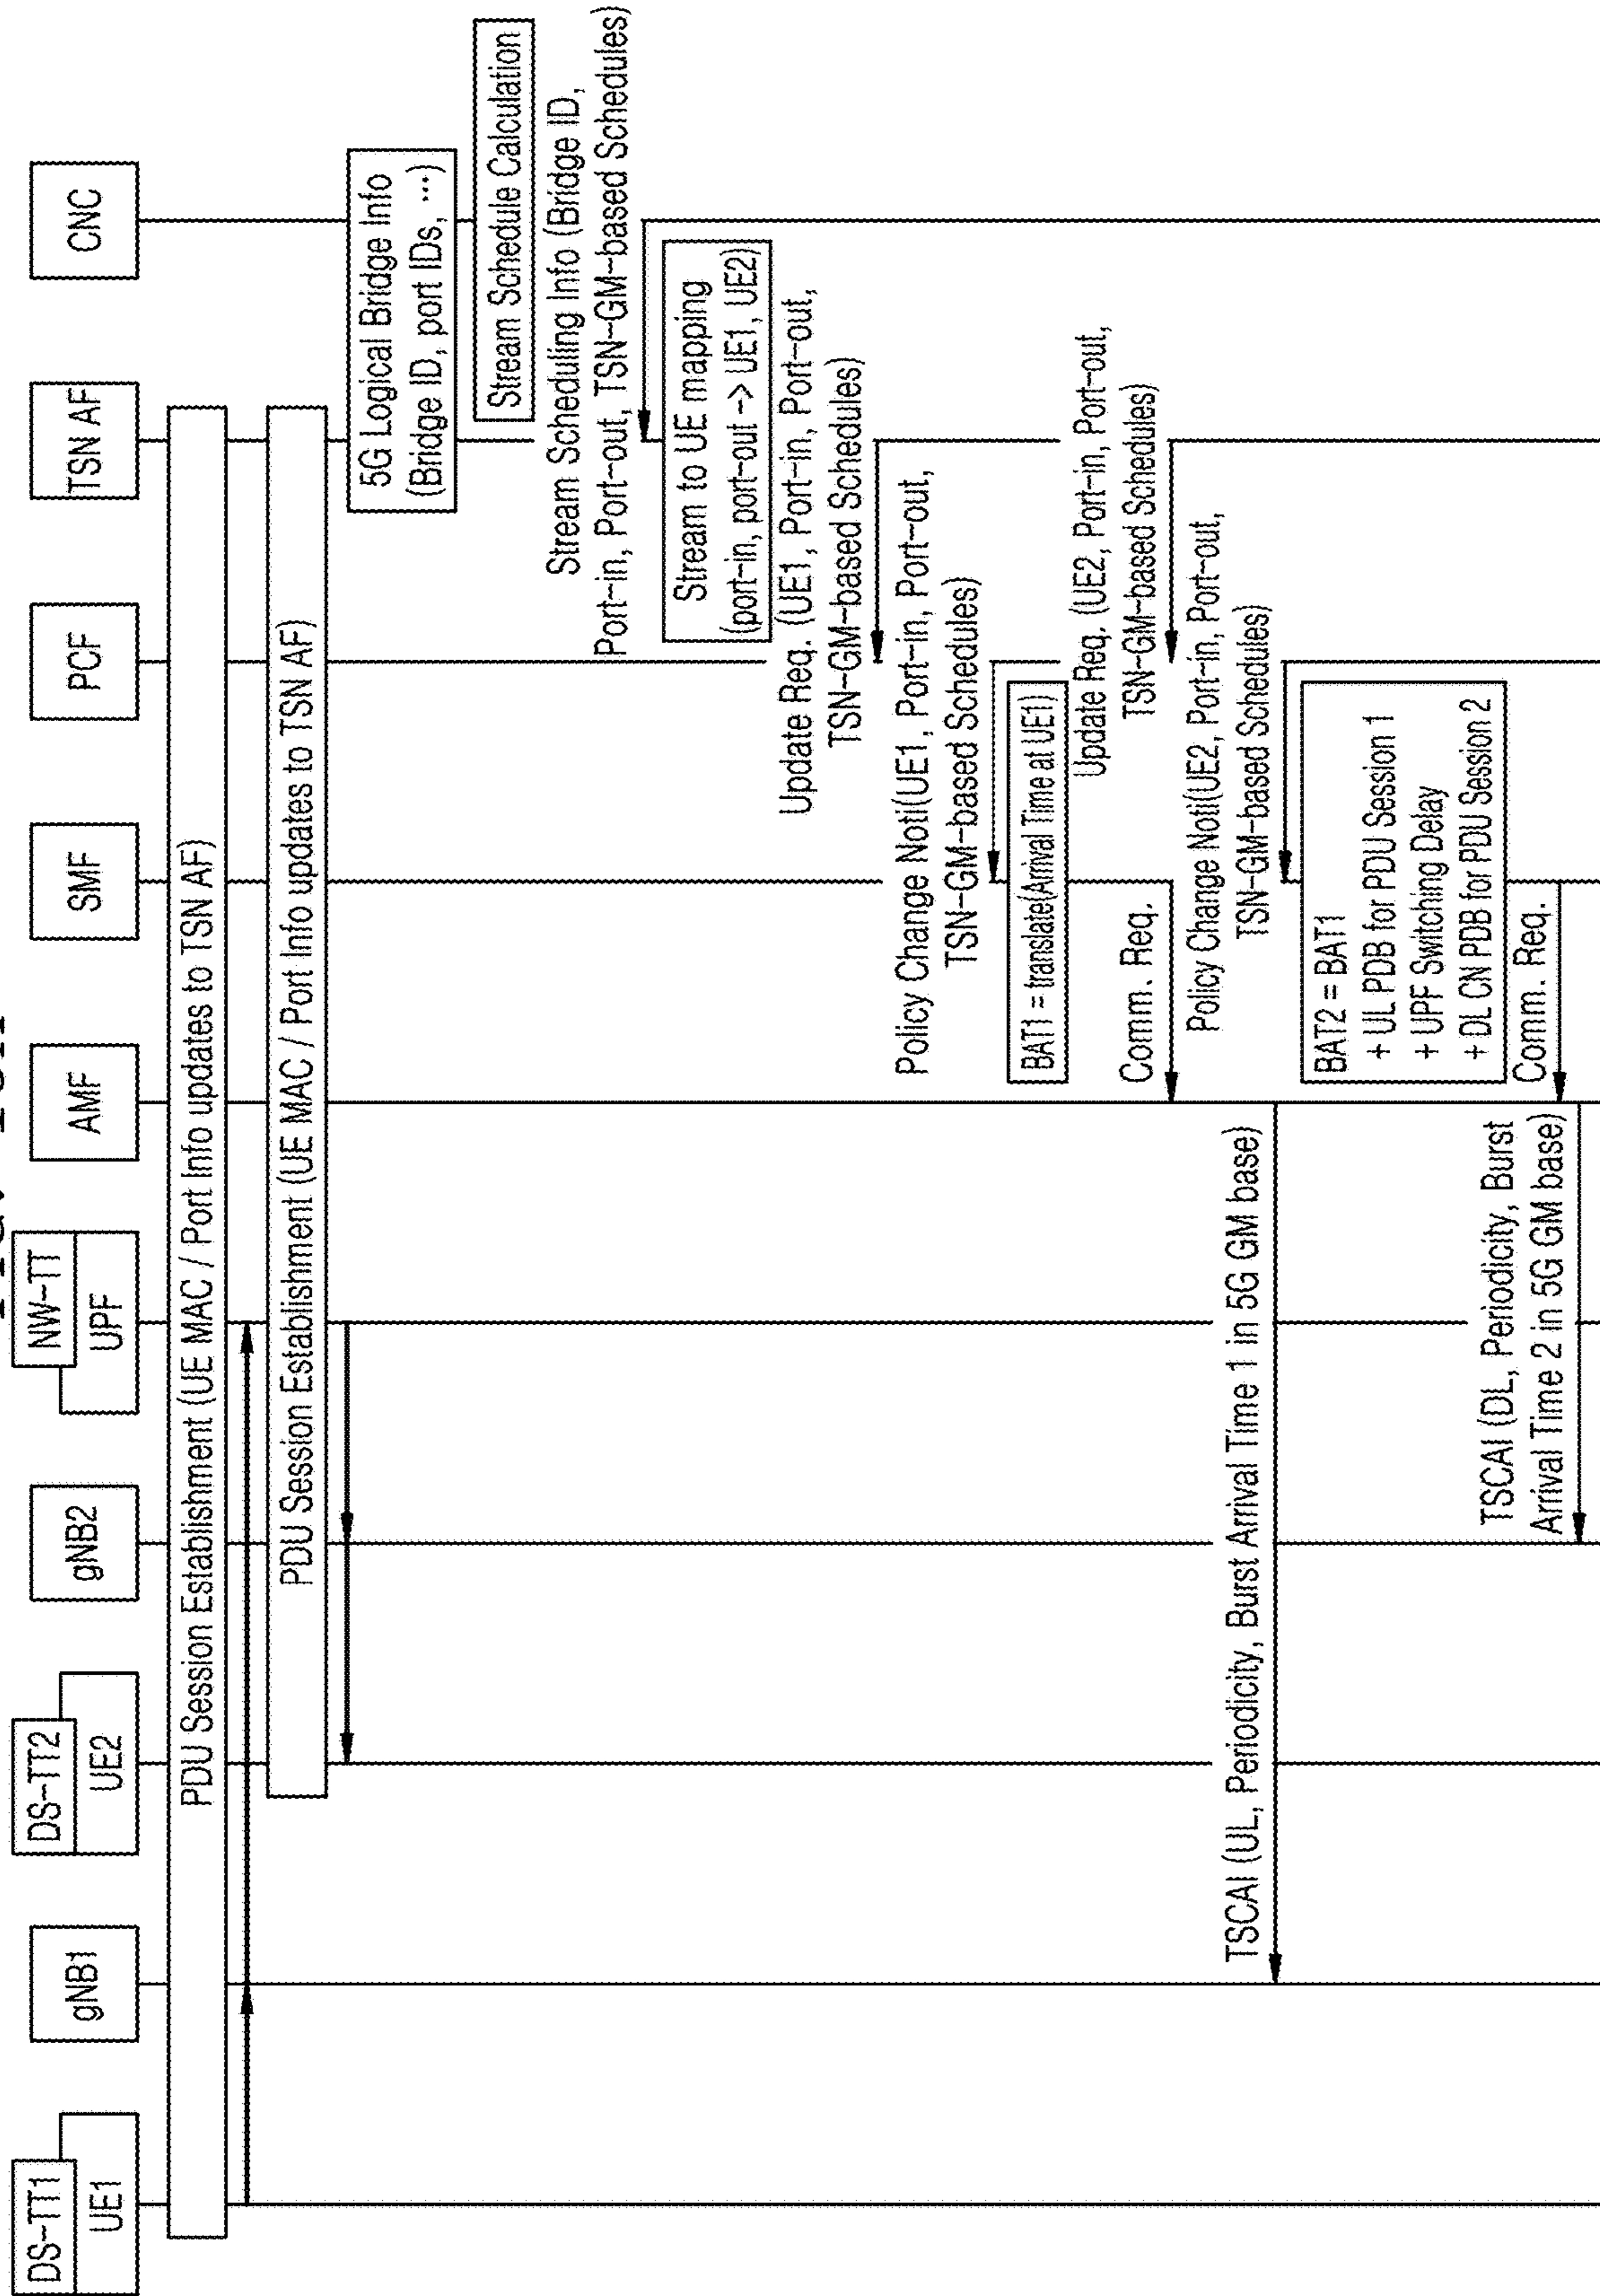 DS-TT1
UE1
gNB1
DS-TT2
UE2
gNB2
NW-TT
UPF
AMF
SMF
PCF
TSN AF
CNC
PDU Session Establishment (UE MAC / Port Info updates to TSN AF)
PDU Session Establishment (UE MAC / Port Info updates to TSN AF)
5G Logical Bridge Info
(Bridge ID, port IDs, ···)
Stream Schedule Calculation
Stream Scheduling Info (Bridge ID,
Port-in, Port-out, TSN-GM-based Schedules)
Stream to UE mapping
(port-in, port-out -> UE1, UE2)
Update Req. (UE1, Port-in, Port-out,
TSN-GM-based Schedules)
Policy Change Noti(UE1, Port-in, Port-out,
TSN-GM-based Schedules)
BAT1 = translate(Arrival Time at UE1)
Comm. Req.
TSCAI (UL, Periodicity, Burst Arrival Time 1 in 5G GM base)
Update Req. (UE2, Port-in, Port-out,
TSN-GM-based Schedules)
Policy Change Noti(UE2, Port-in, Port-out,
TSN-GM-based Schedules)
BAT2 = BAT1
+ UL PDB for PDU Session 1
+ UPF Switching Delay
+ DL CN PDB for PDU Session 2
Comm. Req.
TSCAI (DL, Periodicity, Burst
Arrival Time 2 in 5G GM base)